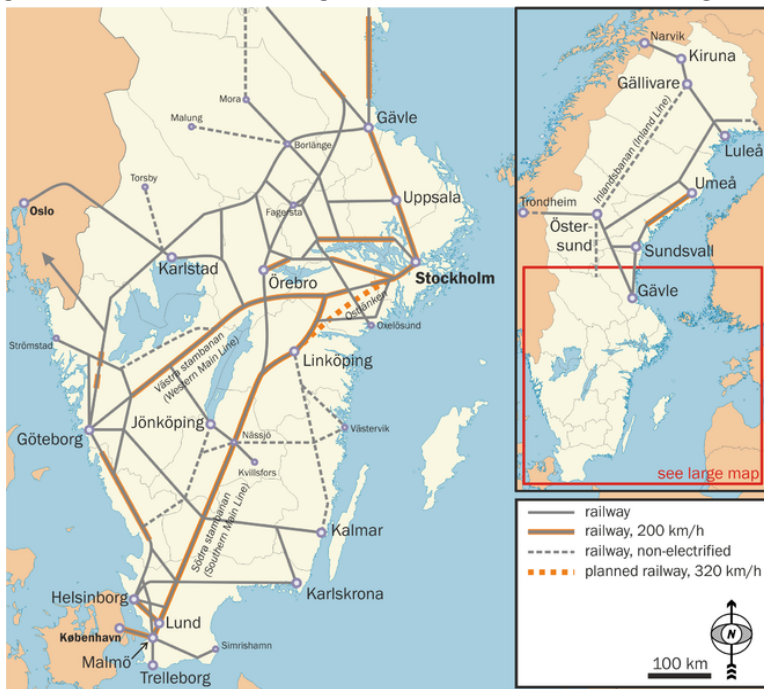 Mora
Malung
Gävle
Borlänge
Torsby
Uppsala
Fagersta
Oslo
Karlstad
Stockholm
Örebro
Ostlänken
Oxelösund
Strömstad
Linköping
Västra stambanan
(Western Main Line)
Göteborg
Jönköping
Västervik
Nässjö
Kvillsfors
Södra stambanan
(Southern Main Line)
Kalmar
Helsinborg
Karlskrona
Lund
København
Simrishamn
Malmö
Trelleborg
Narvik
Kiruna
Gällivare
Inlandsbanan (Inland Line)
Luleå
Umeå
Trondheim
Öster-
sund
Sundsvall
Gävle
see large map
railway
railway, 200 km/h
railway, non-electrified
planned railway, 320 km/h
N
100 km